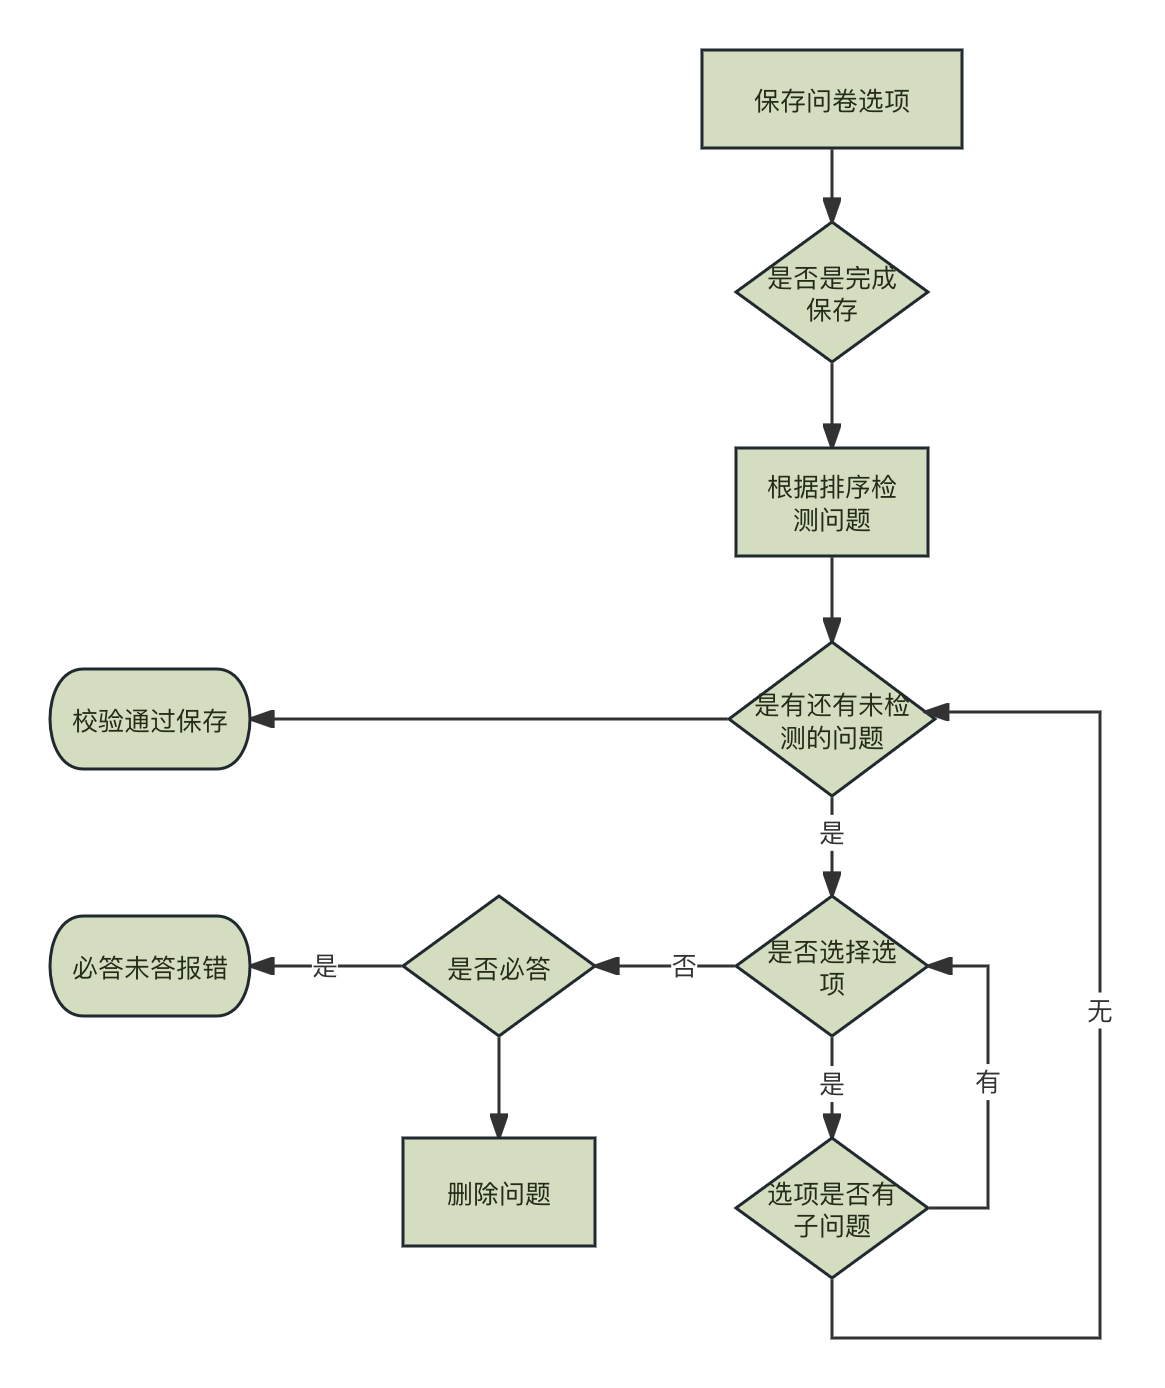 保存问卷选项
是否是完成
保存
根据排序检
测问题
是有还有未检
测的问题
校验通过保存
是
是否选择选
项
否
是否必答
是
必答未答报错
无
是
有
删除问题
选项是否有
子问题